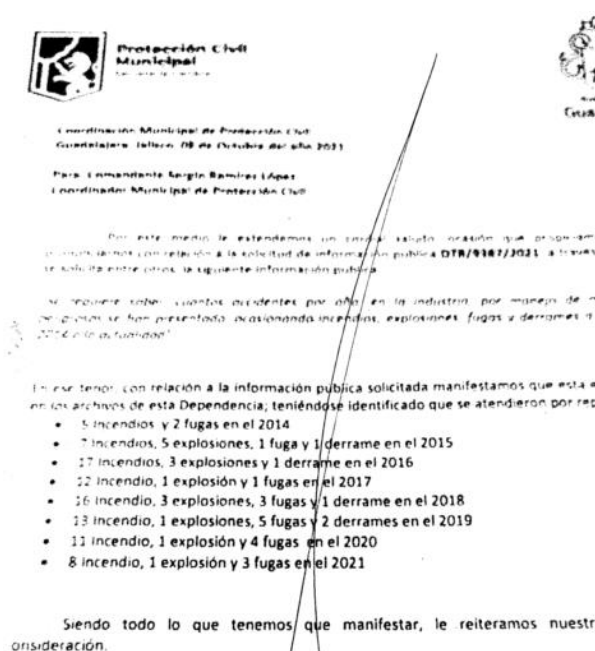 Protección Civil
Municipal
Coordinación Municipal de Protección Civil
Guadalajara Jalisco 08 de Octubre del año 2021
Para: Comandante Sergio Ramírez López
Coordinador Municipal de Protección Civil
Por este medio le extendemos un cordial saludo, ocasión que
con relación a la solicitud de información pública DTB/9387/2021, a
se solicita entre otros, la siguiente información pública
se requiere saber cuantos accidentes por año, en la industria, por manejo de
se han presentado, ocasionando incendios, explosiones, fugas y derrames
a la actualidad"
En ese tenor, con relación a la información pública solicitada manifestamos que esta
en los archivos de esta Dependencia; teniéndose identificado que se atendieron por
• 5 Incendios y 2 fugas en el 2014
• 7 Incendios, 5 explosiones, 1 fuga y 1 derrame en el 2015
• 17 Incendios, 3 explosiones y 1 derrame en el 2016
• 12 Incendio, 1 explosión y 1 fugas en el 2017
• 16 Incendio, 3 explosiones, 3 fugas y 1 derrame en el 2018
• 13 Incendio, 1 explosiones, 5 fugas y 2 derrames en el 2019
• 11 Incendio, 1 explosión y 4 fugas en el 2020
• 8 Incendio, 1 explosión y 3 fugas en el 2021
Siendo todo lo que tenemos que manifestar, le reiteramos nuestr
onsideración.